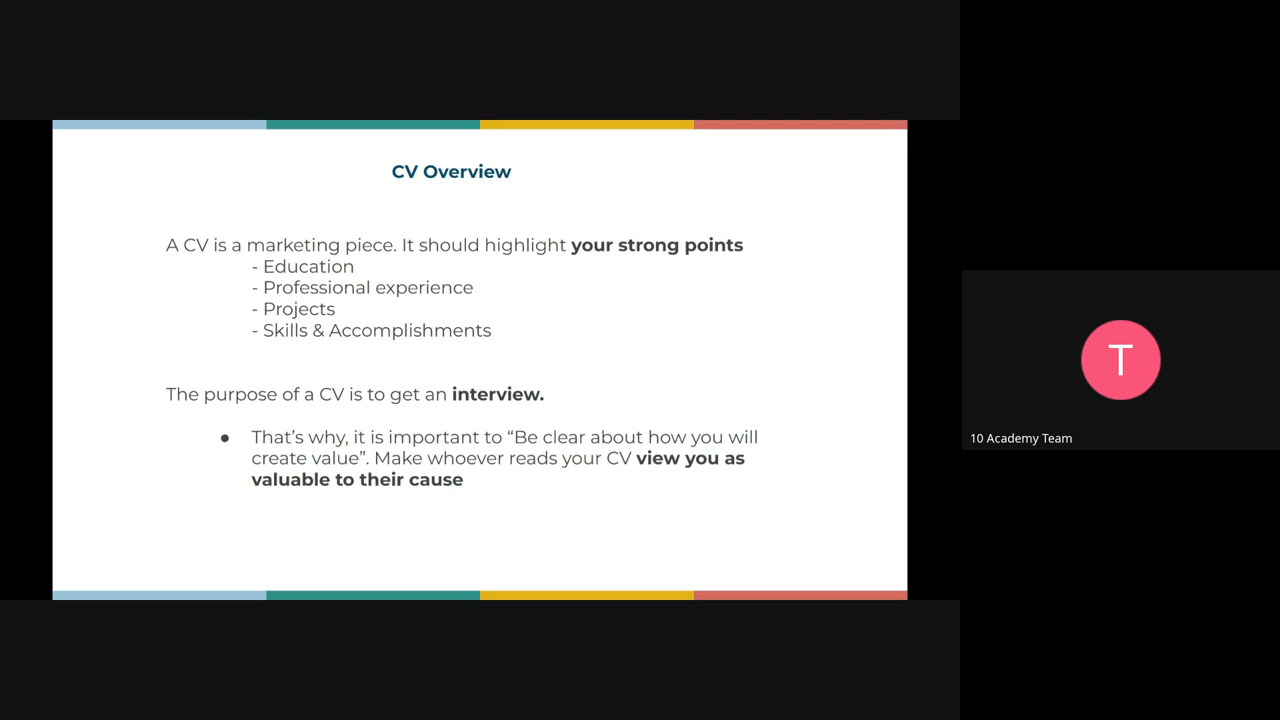 CV Overview
A CV is a marketing piece. It should highlight your strong points
- Education
- Professional experience
- Projects
- Skills & Accomplishments
The purpose of a CV is to get an interview.
● That’s why, it is important to “Be clear about how you will
create value”. Make whoever reads your CV view you as
valuable to their cause
T
10 Academy Team